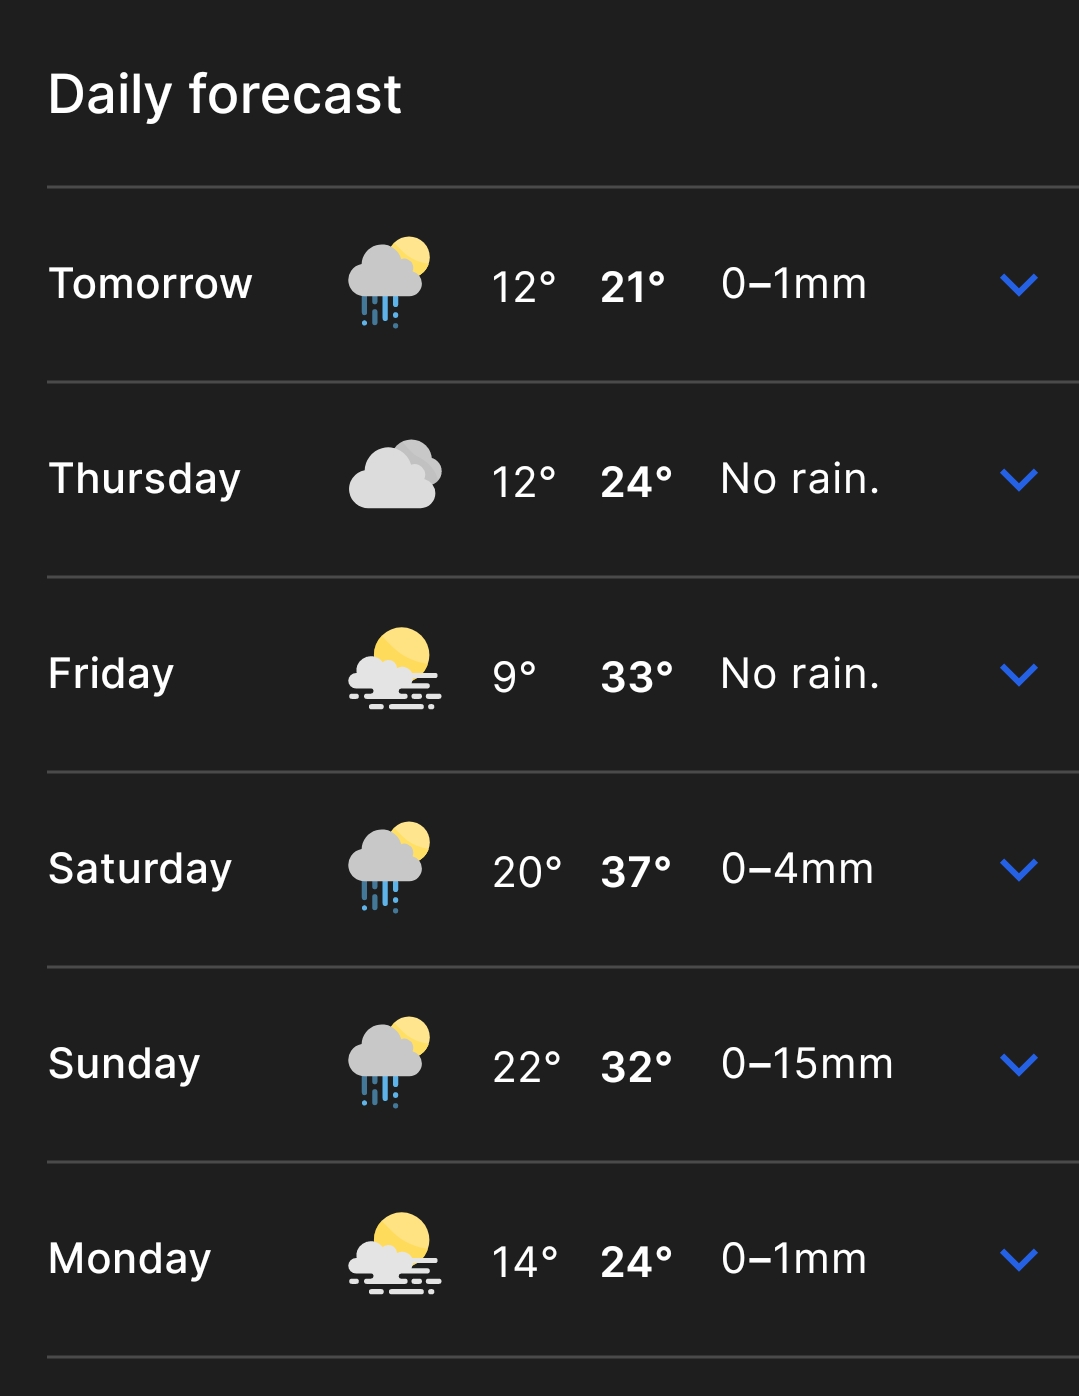 Daily forecast
Tomorrow 12° 21° 0–1mm
Thursday 12° 24° No rain.
Friday 9° 33° No rain.
Saturday 20° 37° 0–4mm
Sunday 22° 32° 0–15mm
Monday 14° 24° 0–1mm